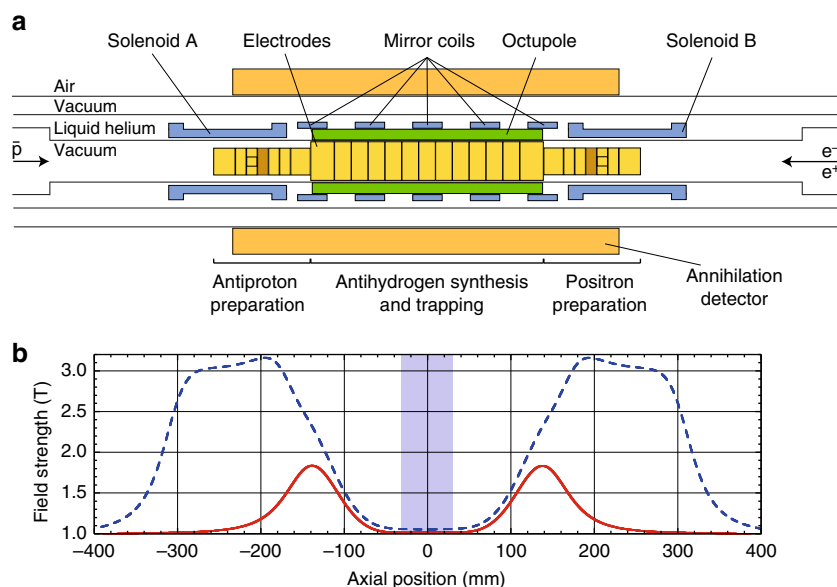 a
Solenoid A
Electrodes
Mirror coils
Octupole
Solenoid B
Air
Vacuum
Liquid helium
Vacuum
p̄
e⁻
e⁺
Annihilation
detector
Antiproton
preparation
Antihydrogen synthesis
and trapping
Positron
preparation
b
Field strength (T)
3.0
2.5
2.0
1.5
1.0
−400 −300 −200 −100 0 100 200 300 400
Axial position (mm)